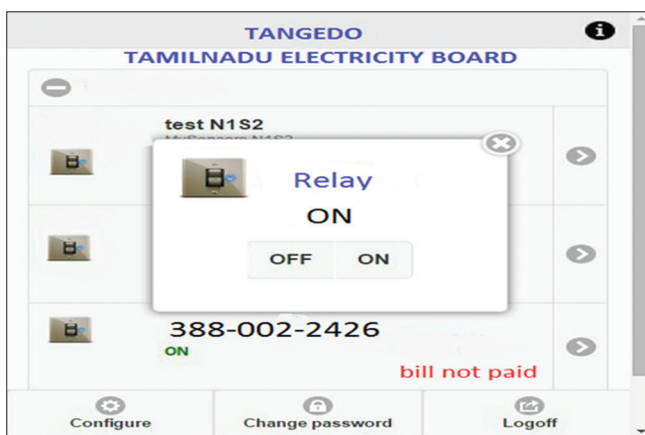 TANGEDO
TAMILNADU ELECTRICITY BOARD
test N1S2
Relay
ON
OFF ON
388-002-2426
ON
bill not paid
Configure Change password Logoff